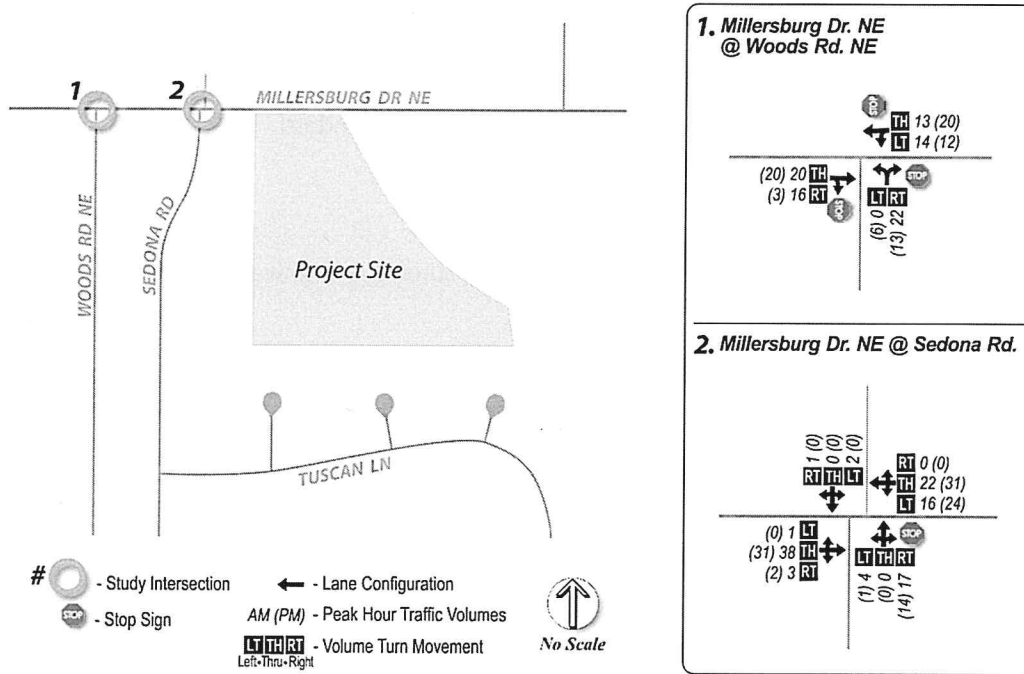 1
2
MILLERSBURG DR NE
WOODS RD NE
SEDONA RD
Project Site
TUSCAN LN
# - Study Intersection
STOP - Stop Sign
- Lane Configuration
AM (PM) - Peak Hour Traffic Volumes
LT TH RT - Volume Turn Movement
Left•Thru•Right
No Scale
1. Millersburg Dr. NE
@ Woods Rd. NE
STOP
TH 13 (20)
LT 14 (12)
(20) 20 TH
(3) 16 RT
STOP
STOP
LT RT
(6) 0
(13) 22
2. Millersburg Dr. NE @ Sedona Rd.
1 (0)
0 (0)
2 (0)
RT TH LT
RT 0 (0)
TH 22 (31)
LT 16 (24)
(0) 1 LT
(31) 38 TH
(2) 3 RT
STOP
LT TH RT
(1) 4
(0) 0
(14) 17